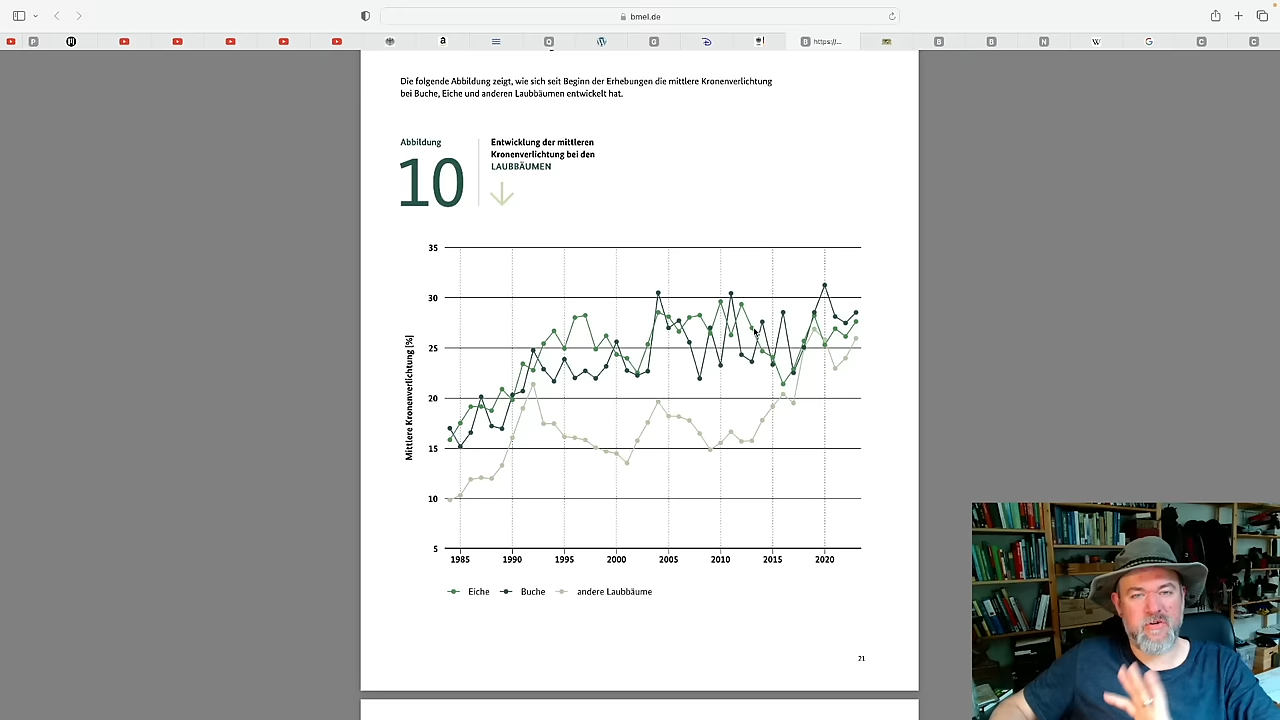 bmel.de
https://...
Die folgende Abbildung zeigt, wie sich seit Beginn der Erhebungen die mittlere Kronenverlichtung
bei Buche, Eiche und anderen Laubbäumen entwickelt hat.
Abbildung
10
Entwicklung der mittleren
Kronenverlichtung bei den
LAUBBÄUMEN
Mittlere Kronenverlichtung [%]
35
30
25
20
15
10
5
1985 1990 1995 2000 2005 2010 2015 2020
Eiche Buche andere Laubbäume
21